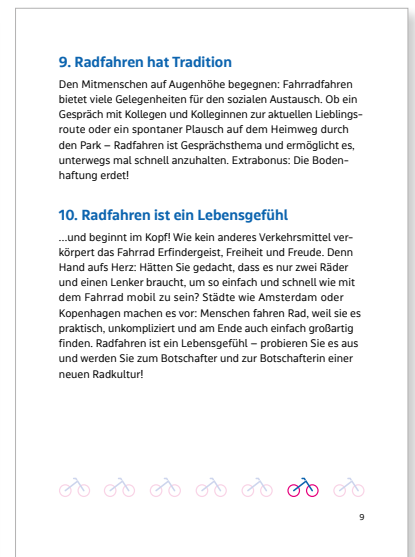 9. Radfahren hat Tradition
Den Mitmenschen auf Augenhöhe begegnen: Fahrradfahren
bietet viele Gelegenheiten für den sozialen Austausch. Ob ein
Gespräch mit Kollegen und Kolleginnen zur aktuellen Lieblings-
route oder ein spontaner Plausch auf dem Heimweg durch
den Park – Radfahren ist Gesprächsthema und ermöglicht es,
unterwegs mal schnell anzuhalten. Extrabonus: Die Boden-
haftung erdet!
10. Radfahren ist ein Lebensgefühl
...und beginnt im Kopf! Wie kein anderes Verkehrsmittel ver-
körpert das Fahrrad Erfindergeist, Freiheit und Freude. Denn
Hand aufs Herz: Hätten Sie gedacht, dass es nur zwei Räder
und einen Lenker braucht, um so einfach und schnell wie mit
dem Fahrrad mobil zu sein? Städte wie Amsterdam oder
Kopenhagen machen es vor: Menschen fahren Rad, weil sie es
praktisch, unkompliziert und am Ende auch einfach großartig
finden. Radfahren ist ein Lebensgefühl – probieren Sie es aus
und werden Sie zum Botschafter und zur Botschafterin einer
neuen Radkultur!
9